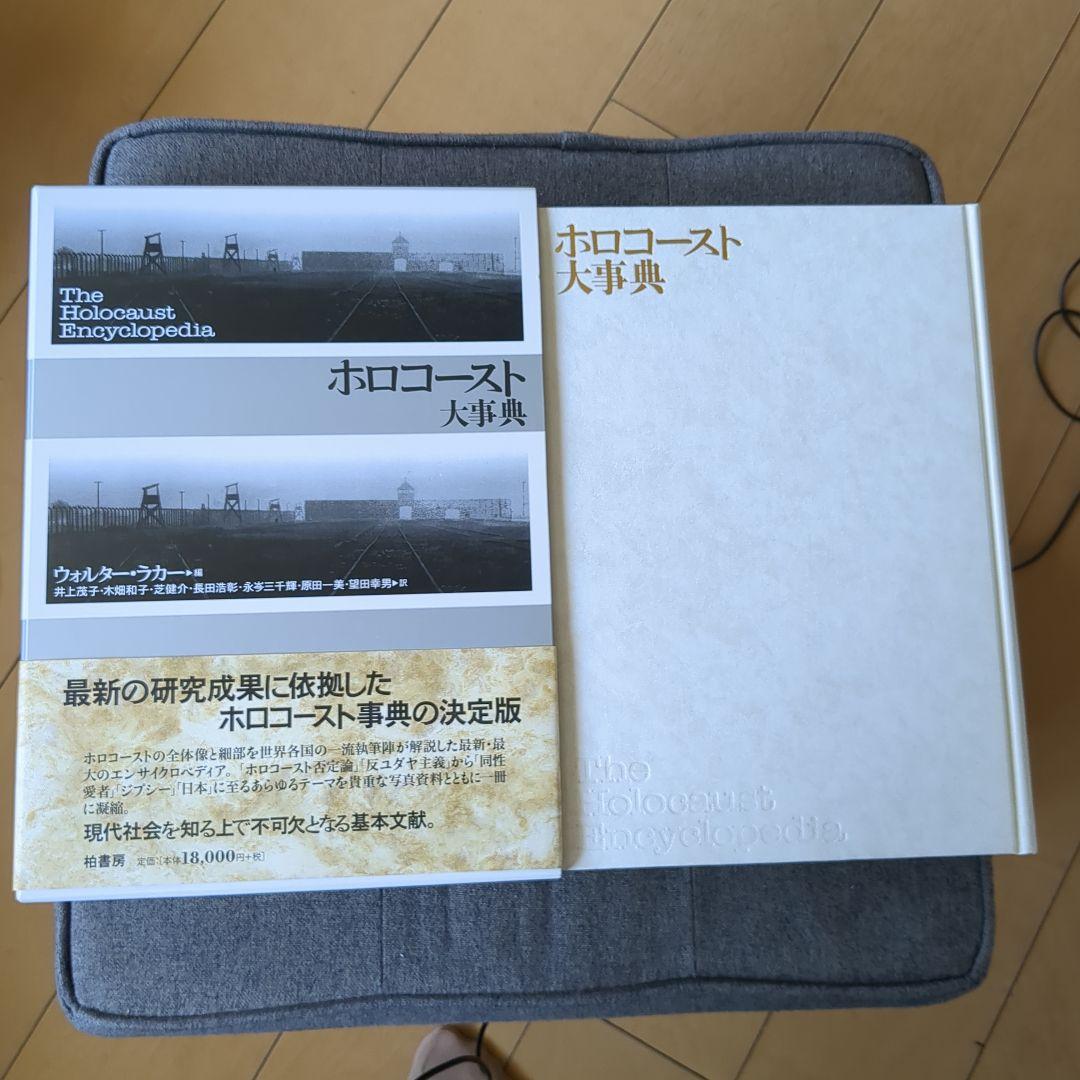 The
Holocaust
Encyclopedia
ホロコースト
大事典
ウォルター・ラカー▶編
井上茂子・木畑和子・芝健介・長田浩彰・永岑三千輝・原田一美・望田幸男▶訳
最新の研究成果に依拠した
ホロコースト事典の決定版
ホロコーストの全体像と細部を世界各国の一流執筆陣が解説した最新・最
大のエンサイクロペディア。「ホロコースト否定論」「反ユダヤ主義」から「同性
愛者」「ジプシー」「日本」に至るあらゆるテーマを貴重な写真資料とともに一冊
に凝縮。
現代社会を知る上で不可欠となる基本文献。
柏書房 定価:[本体18,000円+税]
ホロコースト
大事典
The
Holocaust
Encyclopedia